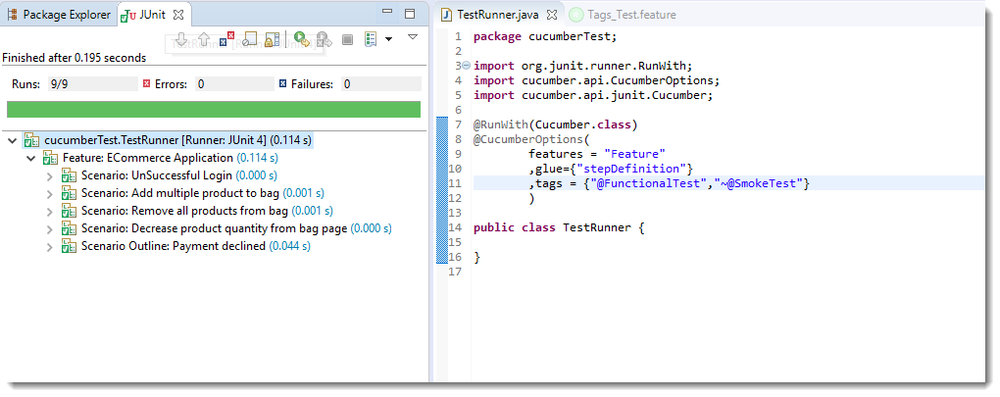 Package Explorer JUnit
Finished after 0.195 seconds
Runs: 9/9 Errors: 0 Failures: 0
cucumberTest.TestRunner [Runner: JUnit 4] (0.114 s)
Feature: ECommerce Application (0.114 s)
Scenario: UnSuccessful Login (0.000 s)
Scenario: Add multiple product to bag (0.001 s)
Scenario: Remove all products from bag (0.001 s)
Scenario: Decrease product quantity from bag page (0.000 s)
Scenario Outline: Payment declined (0.044 s)
TestRunner.java Tags_Test.feature
1 package cucumberTest;
2
3 import org.junit.runner.RunWith;
4 import cucumber.api.CucumberOptions;
5 import cucumber.api.junit.Cucumber;
6
7 @RunWith(Cucumber.class)
8 @CucumberOptions(
9 features = "Feature"
10 ,glue={"stepDefinition"}
11 ,tags = {"@FunctionalTest","~@SmokeTest"}
12 )
13
14 public class TestRunner {
15
16 }
17